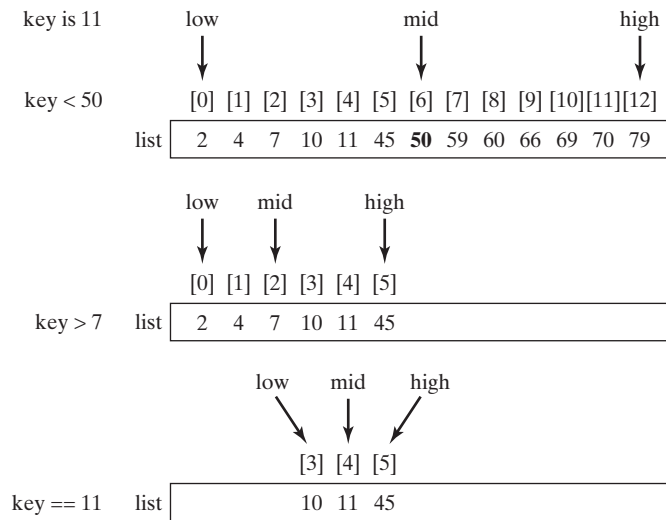 key is 11 low mid high
key < 50 [0] [1] [2] [3] [4] [5] [6] [7] [8] [9] [10] [11] [12]
list 2 4 7 10 11 45 50 59 60 66 69 70 79
low mid high
[0] [1] [2] [3] [4] [5]
key > 7 list 2 4 7 10 11 45
low mid high
[3] [4] [5]
key == 11 list 10 11 45